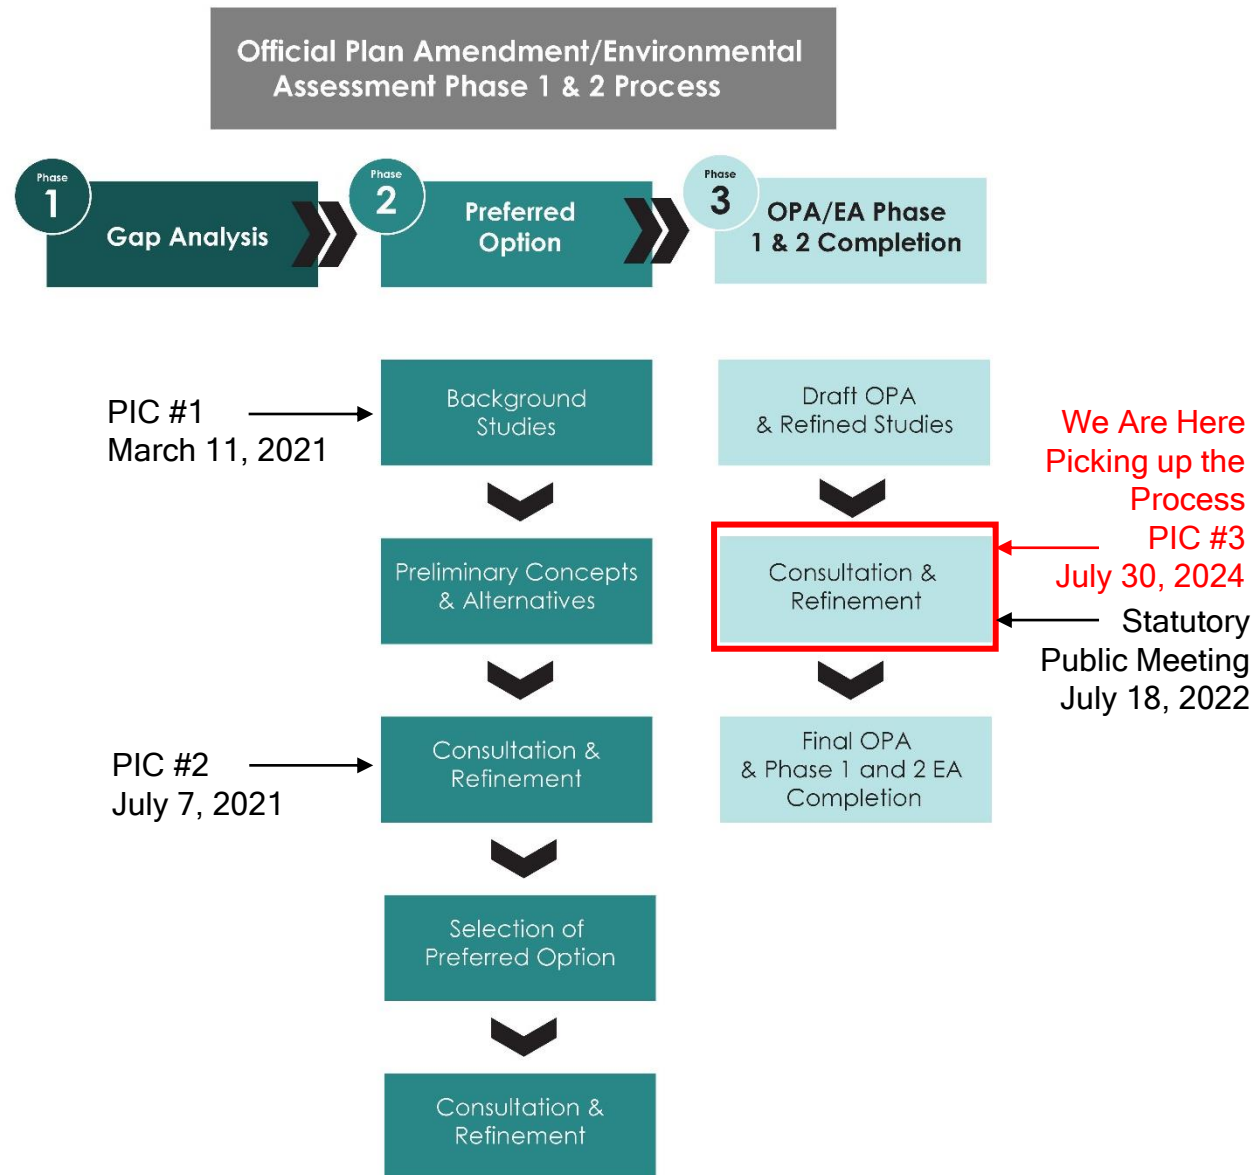 Official Plan Amendment/Environmental
Assessment Phase 1 & 2 Process
Phase
1
Gap Analysis
Phase
2
Preferred
Option
Phase
3
OPA/EA Phase
1 & 2 Completion
PIC #1
March 11, 2021
Background
Studies
Preliminary Concepts
& Alternatives
PIC #2
July 7, 2021
Consultation &
Refinement
Selection of
Preferred Option
Consultation &
Refinement
Draft OPA
& Refined Studies
Consultation &
Refinement
Final OPA
& Phase 1 and 2 EA
Completion
We Are Here
Picking up the
Process
PIC #3
July 30, 2024
Statutory
Public Meeting
July 18, 2022